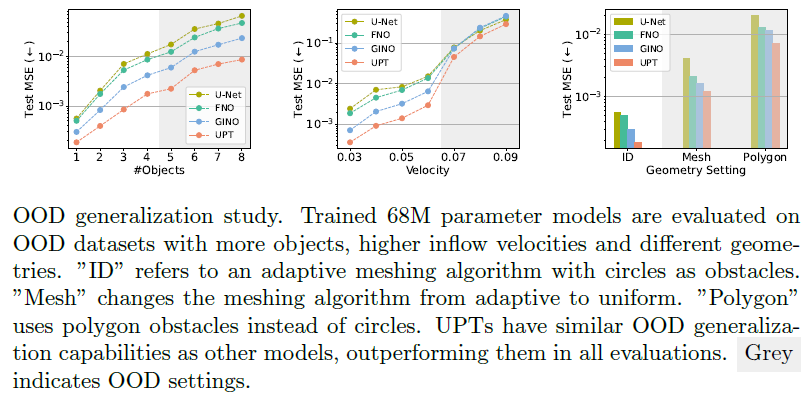 Test MSE (←)
10⁻²
10⁻³
U-Net
FNO
GINO
UPT
1 2 3 4 5 6 7 8
#Objects
Test MSE (←)
10⁻¹
10⁻²
10⁻³
U-Net
FNO
GINO
UPT
0.03 0.05 0.07 0.09
Velocity
Test MSE (←)
10⁻²
10⁻³
U-Net
FNO
GINO
UPT
ID Mesh Polygon
Geometry Setting
OOD generalization study. Trained 68M parameter models are evaluated on
OOD datasets with more objects, higher inflow velocities and different geome-
tries. ”ID” refers to an adaptive meshing algorithm with circles as obstacles.
”Mesh” changes the meshing algorithm from adaptive to uniform. ”Polygon”
uses polygon obstacles instead of circles. UPTs have similar OOD generaliza-
tion capabilities as other models, outperforming them in all evaluations. Grey
indicates OOD settings.